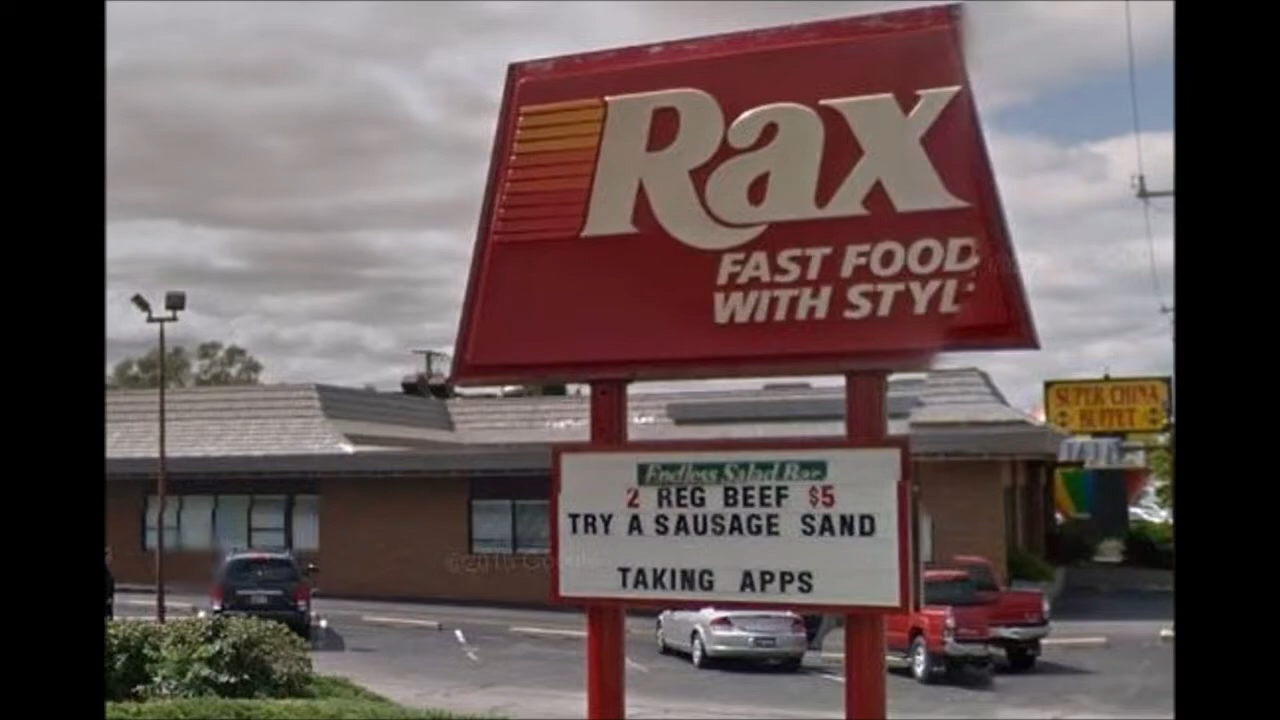 Rax
FAST FOOD
WITH STYL
Endless Salad Bar
2 REG BEEF $5
TRY A SAUSAGE SAND
TAKING APPS
SUPER CHINA
BUFFET